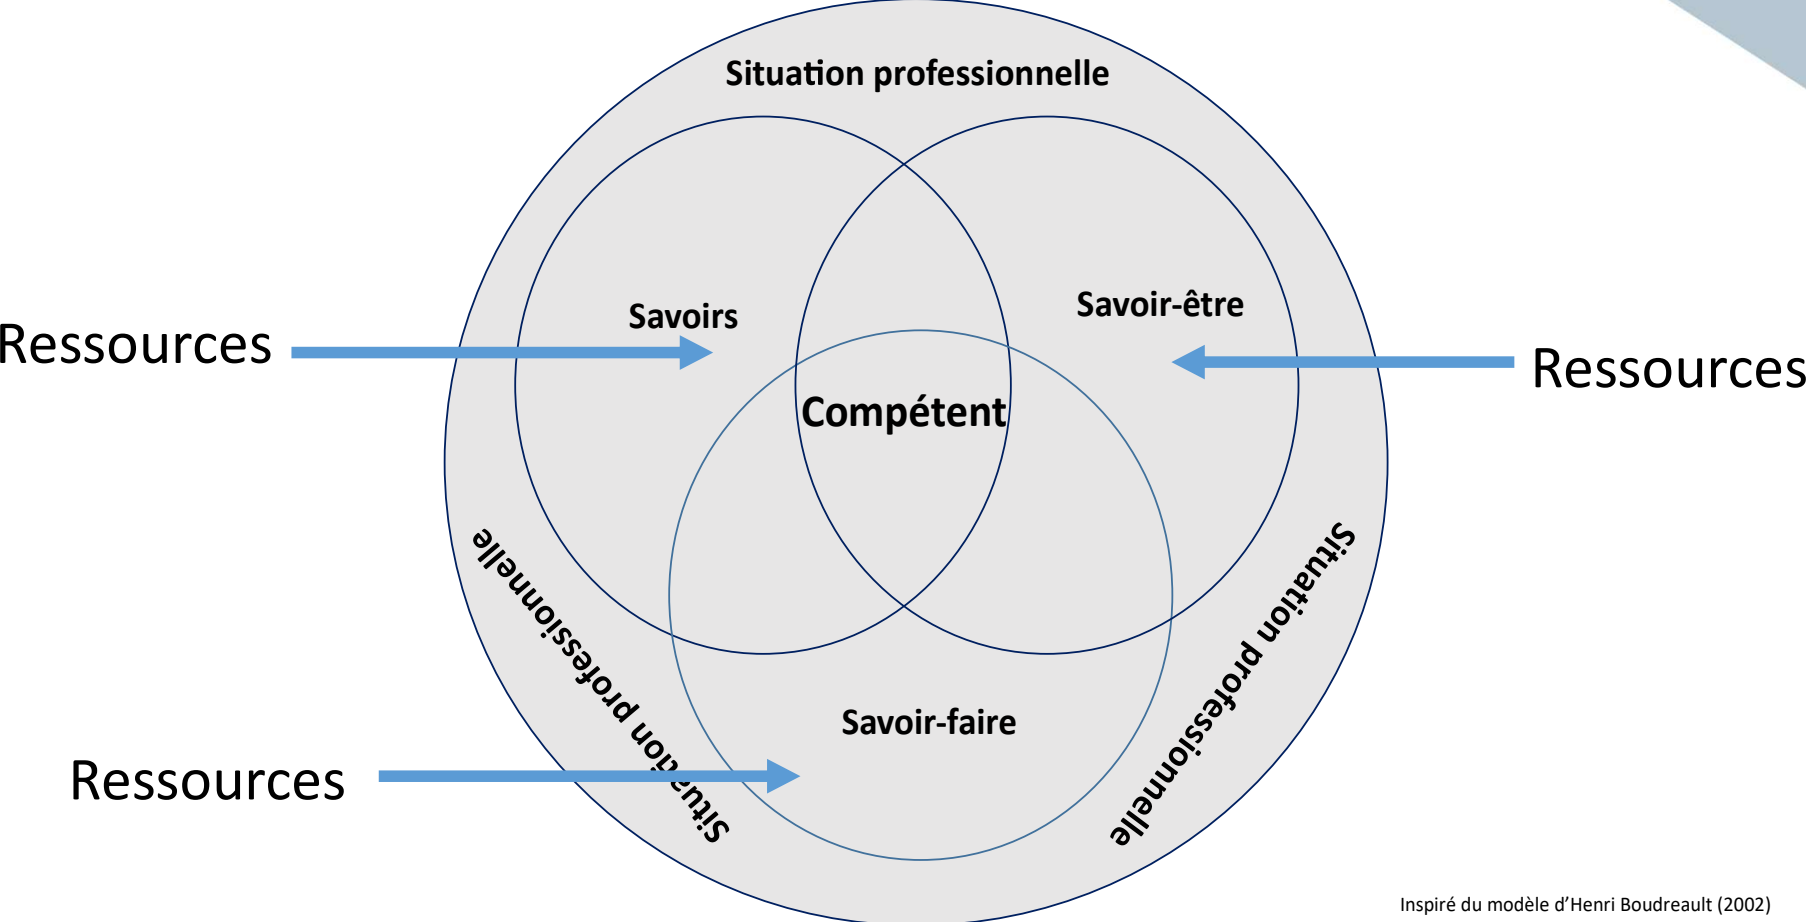 Situation professionnelle
Savoirs
Savoir-être
Ressources
Ressources
Compétent
Situation professionnelle
Situation professionnelle
Savoir-faire
Ressources
Inspiré du modèle d’Henri Boudreault (2002)